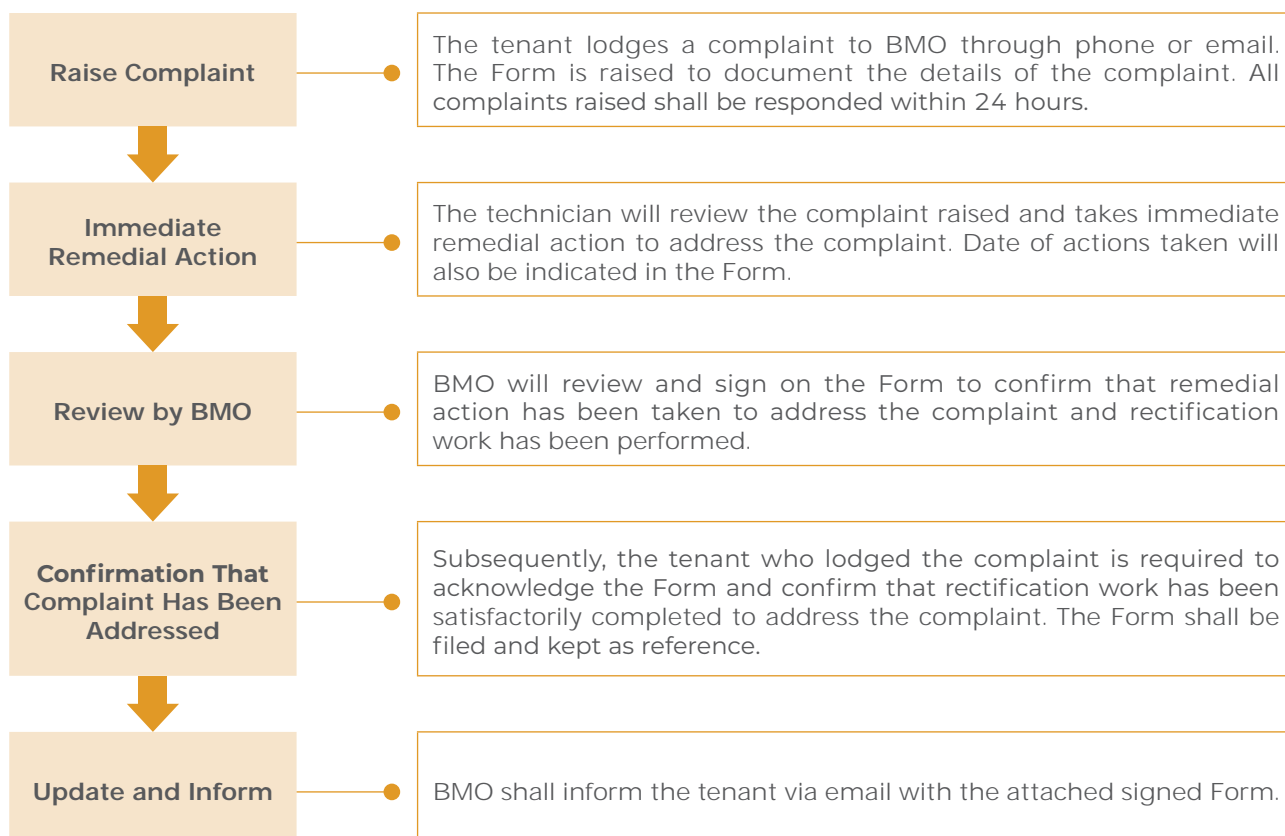 Raise Complaint
The tenant lodges a complaint to BMO through phone or email.
The Form is raised to document the details of the complaint. All
complaints raised shall be responded within 24 hours.
Immediate
Remedial Action
The technician will review the complaint raised and takes immediate
remedial action to address the complaint. Date of actions taken will
also be indicated in the Form.
Review by BMO
BMO will review and sign on the Form to confirm that remedial
action has been taken to address the complaint and rectification
work has been performed.
Confirmation That
Complaint Has Been
Addressed
Subsequently, the tenant who lodged the complaint is required to
acknowledge the Form and confirm that rectification work has been
satisfactorily completed to address the complaint. The Form shall be
filed and kept as reference.
Update and Inform
BMO shall inform the tenant via email with the attached signed Form.